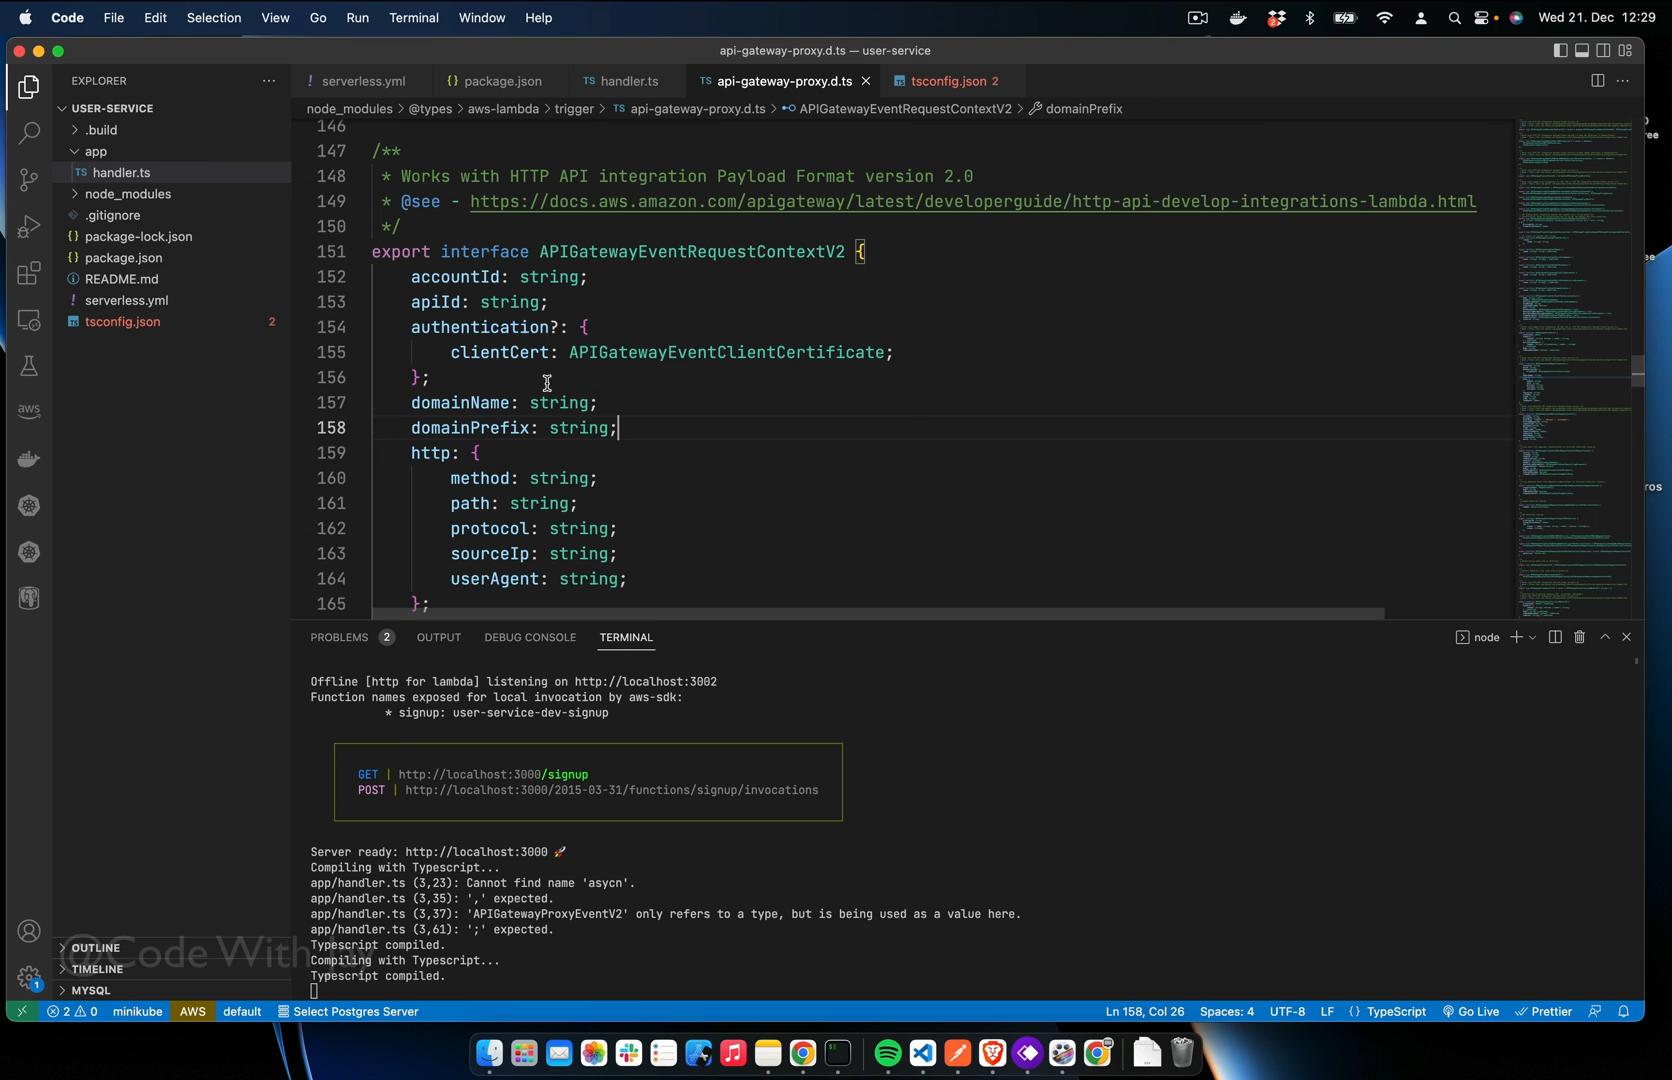 Code File Edit Selection View Go Run Terminal Window Help Wed 21. Dec 12:29
api-gateway-proxy.d.ts — user-service
EXPLORER
serverless.yml package.json TS handler.ts TS api-gateway-proxy.d.ts tsconfig.json 2
node_modules > @types > aws-lambda > trigger > TS api-gateway-proxy.d.ts > APIGatewayEventRequestContextV2 > domainPrefix
USER-SERVICE
.build
app
TS handler.ts
node_modules
.gitignore
package-lock.json
package.json
README.md
serverless.yml
tsconfig.json 2
146
147 /**
148 * Works with HTTP API integration Payload Format version 2.0
149 * @see - https://docs.aws.amazon.com/apigateway/latest/developerguide/http-api-develop-integrations-lambda.html
150 */
151 export interface APIGatewayEventRequestContextV2 {
152 accountId: string;
153 apiId: string;
154 authentication?: {
155 clientCert: APIGatewayEventClientCertificate;
156 };
157 domainName: string;
158 domainPrefix: string;
159 http: {
160 method: string;
161 path: string;
162 protocol: string;
163 sourceIp: string;
164 userAgent: string;
165 };
aws
PROBLEMS 2 OUTPUT DEBUG CONSOLE TERMINAL node
Offline [http for lambda] listening on http://localhost:3002
Function names exposed for local invocation by aws-sdk:
* signup: user-service-dev-signup
GET | http://localhost:3000/signup
POST | http://localhost:3000/2015-03-31/functions/signup/invocations
Server ready: http://localhost:3000 🚀
Compiling with Typescript...
app/handler.ts (3,23): Cannot find name 'asycn'.
app/handler.ts (3,35): ',' expected.
app/handler.ts (3,37): 'APIGatewayProxyEventV2' only refers to a type, but is being used as a value here.
app/handler.ts (3,61): ';' expected.
Typescript compiled.
Compiling with Typescript...
Typescript compiled.
OUTLINE
TIMELINE
MYSQL
@Code With Jay
1
2 0 minikube AWS default Select Postgres Server Ln 158, Col 26 Spaces: 4 UTF-8 LF {} TypeScript Go Live Prettier